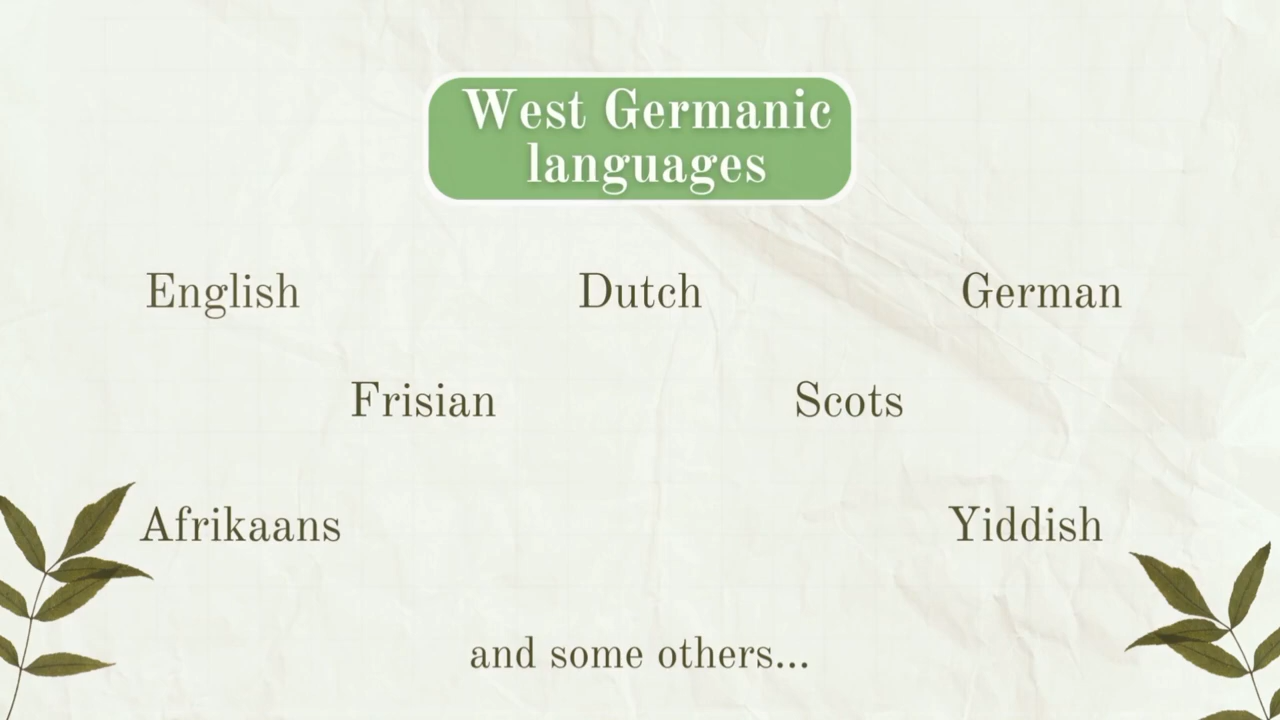 West Germanic
languages
English Dutch German
Frisian Scots
Afrikaans Yiddish
and some others...